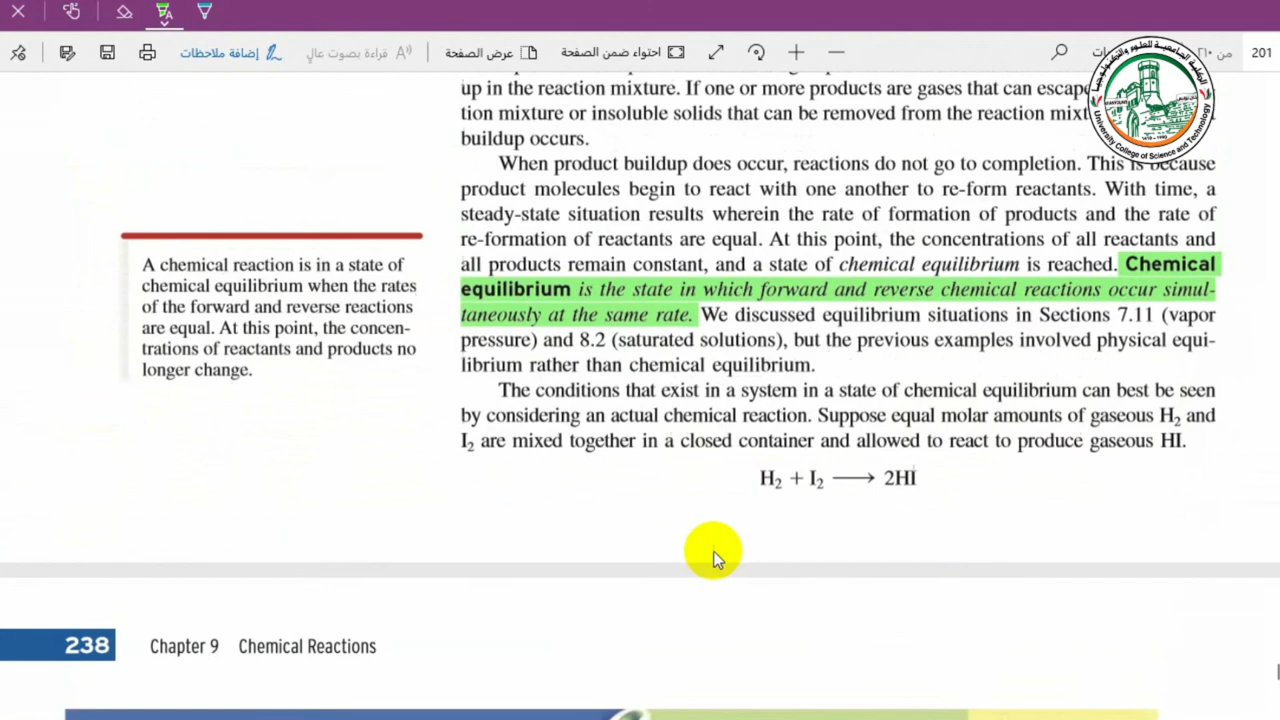 إضافة ملاحظات
قراءة بصوت عالٍ
عرض الصفحة
احتواء ضمن الصفحة
من
201
up in the reaction mixture. If one or more products are gases that can escape
tion mixture or insoluble solids that can be removed from the reaction
buildup occurs.
When product buildup does occur, reactions do not go to completion. This is because
product molecules begin to react with one another to re-form reactants. With time, a
steady-state situation results wherein the rate of formation of products and the rate of
re-formation of reactants are equal. At this point, the concentrations of all reactants and
all products remain constant, and a state of chemical equilibrium is reached. Chemical
equilibrium is the state in which forward and reverse chemical reactions occur simul-
taneously at the same rate. We discussed equilibrium situations in Sections 7.11 (vapor
pressure) and 8.2 (saturated solutions), but the previous examples involved physical equi-
librium rather than chemical equilibrium.
The conditions that exist in a system in a state of chemical equilibrium can best be seen
by considering an actual chemical reaction. Suppose equal molar amounts of gaseous H₂ and
I₂ are mixed together in a closed container and allowed to react to produce gaseous HI.
H₂ + I₂ ⟶ 2HI
A chemical reaction is in a state of
chemical equilibrium when the rates
of the forward and reverse reactions
are equal. At this point, the concen-
trations of reactants and products no
longer change.
238 Chapter 9 Chemical Reactions
الكلية الجامعية للعلوم والتكنولوجيا
University College of Science and Technology